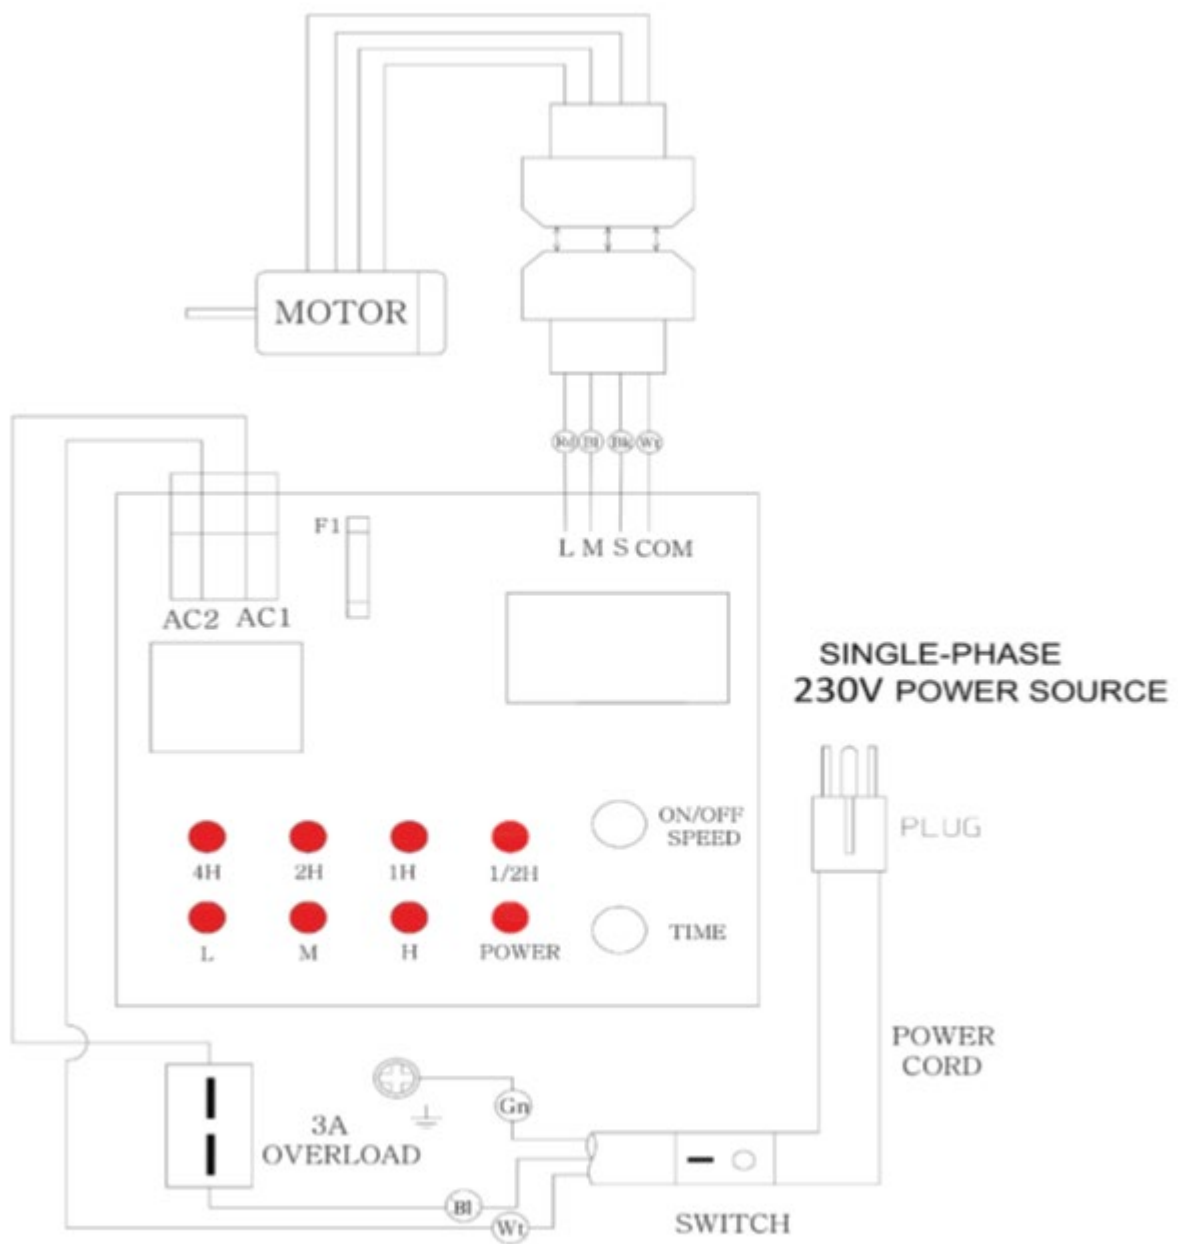 MOTOR
Rd Bl Bk Wt
F1
L M S COM
AC2 AC1
SINGLE-PHASE
230V POWER SOURCE
PLUG
ON/OFF
SPEED
4H 2H 1H 1/2H
TIME
L M H POWER
POWER
CORD
Gn
3A
OVERLOAD
Bl
Wt
SWITCH